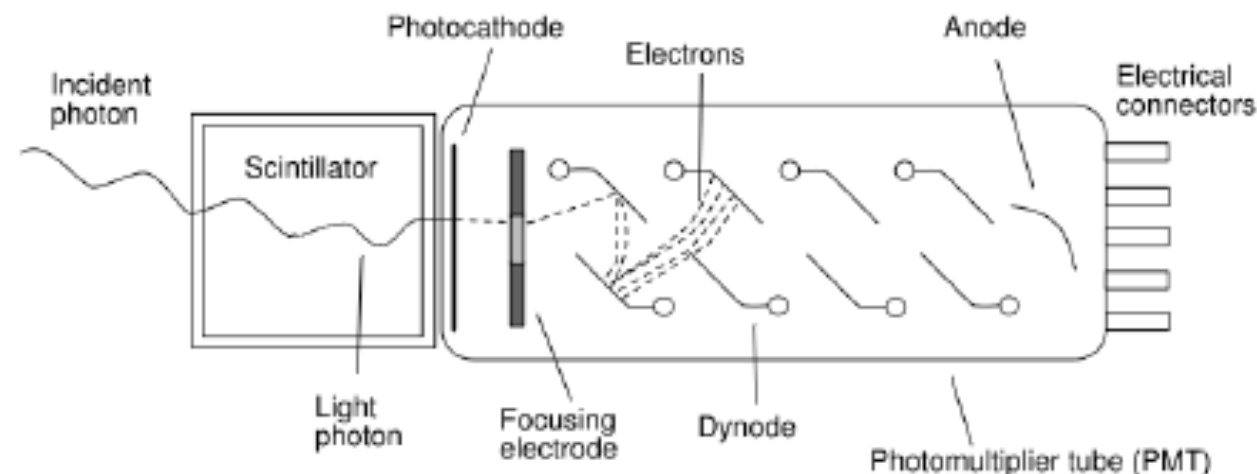 Photocathode
Anode
Electrons
Incident
photon
Electrical
connectors
Scintillator
Light
photon
Focusing
electrode
Dynode
Photomultiplier tube (PMT)